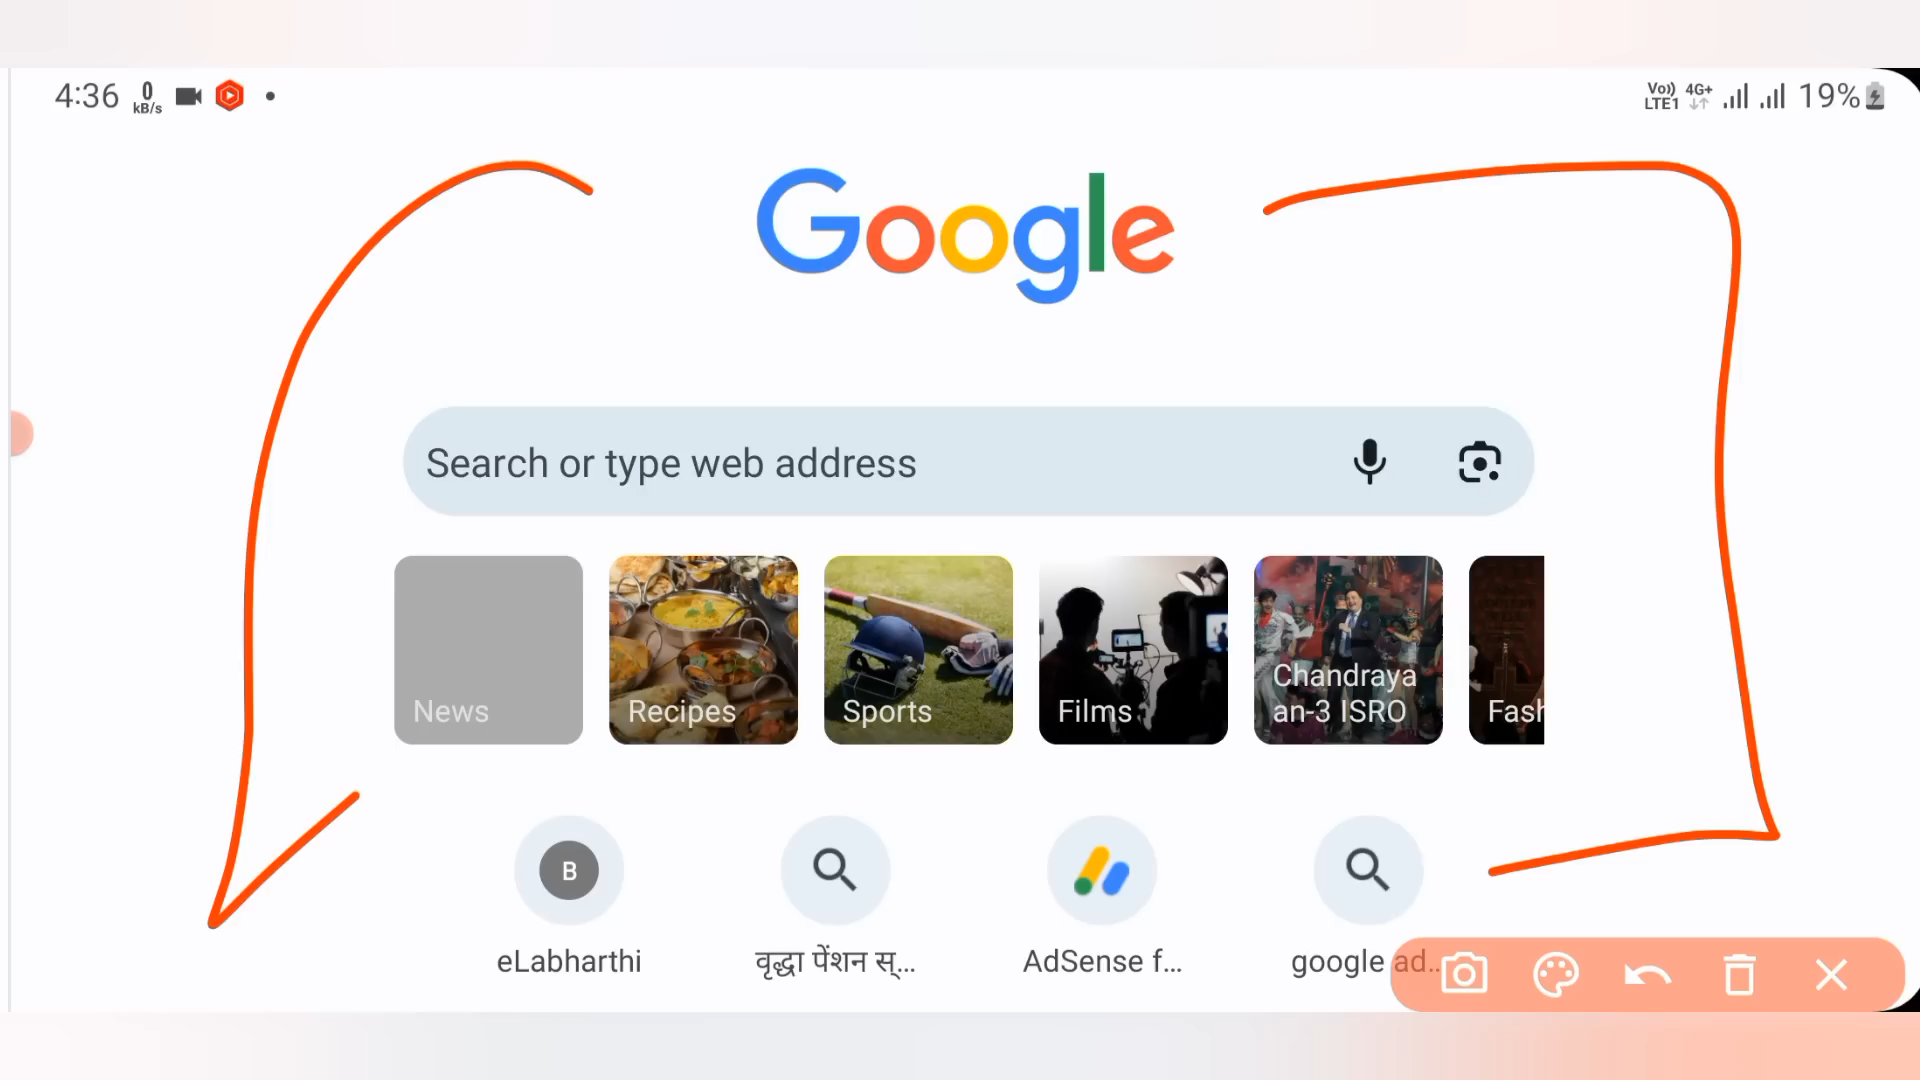 4:36 0 kB/s Vo)) LTE1 4G+ 19%
Google
Search or type web address
News Recipes Sports Films Chandraya
an-3 ISRO Fash
B
eLabharthi वृद्धा पेंशन स्... AdSense f... google ad...